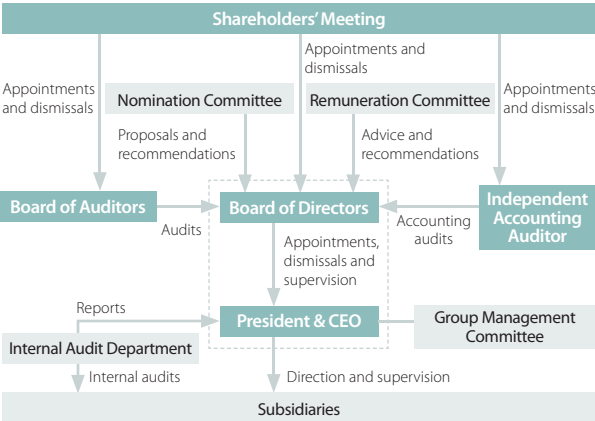 Shareholders' Meeting
Appointments
and dismissals
Appointments and
dismissals
Appointments
and dismissals
Nomination Committee
Remuneration Committee
Proposals and
recommendations
Advice and
recommendations
Board of Auditors
Audits
Board of Directors
Accounting
audits
Independent
Accounting
Auditor
Appointments,
dismissals and
supervision
Reports
President & CEO
Group Management
Committee
Internal Audit Department
Internal audits
Direction and supervision
Subsidiaries